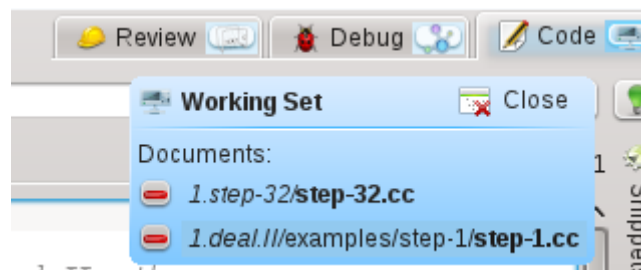 Review Debug Code
Working Set Close
Documents:
1.step-32/step-32.cc
1
1.deal.II/examples/step-1/step-1.cc